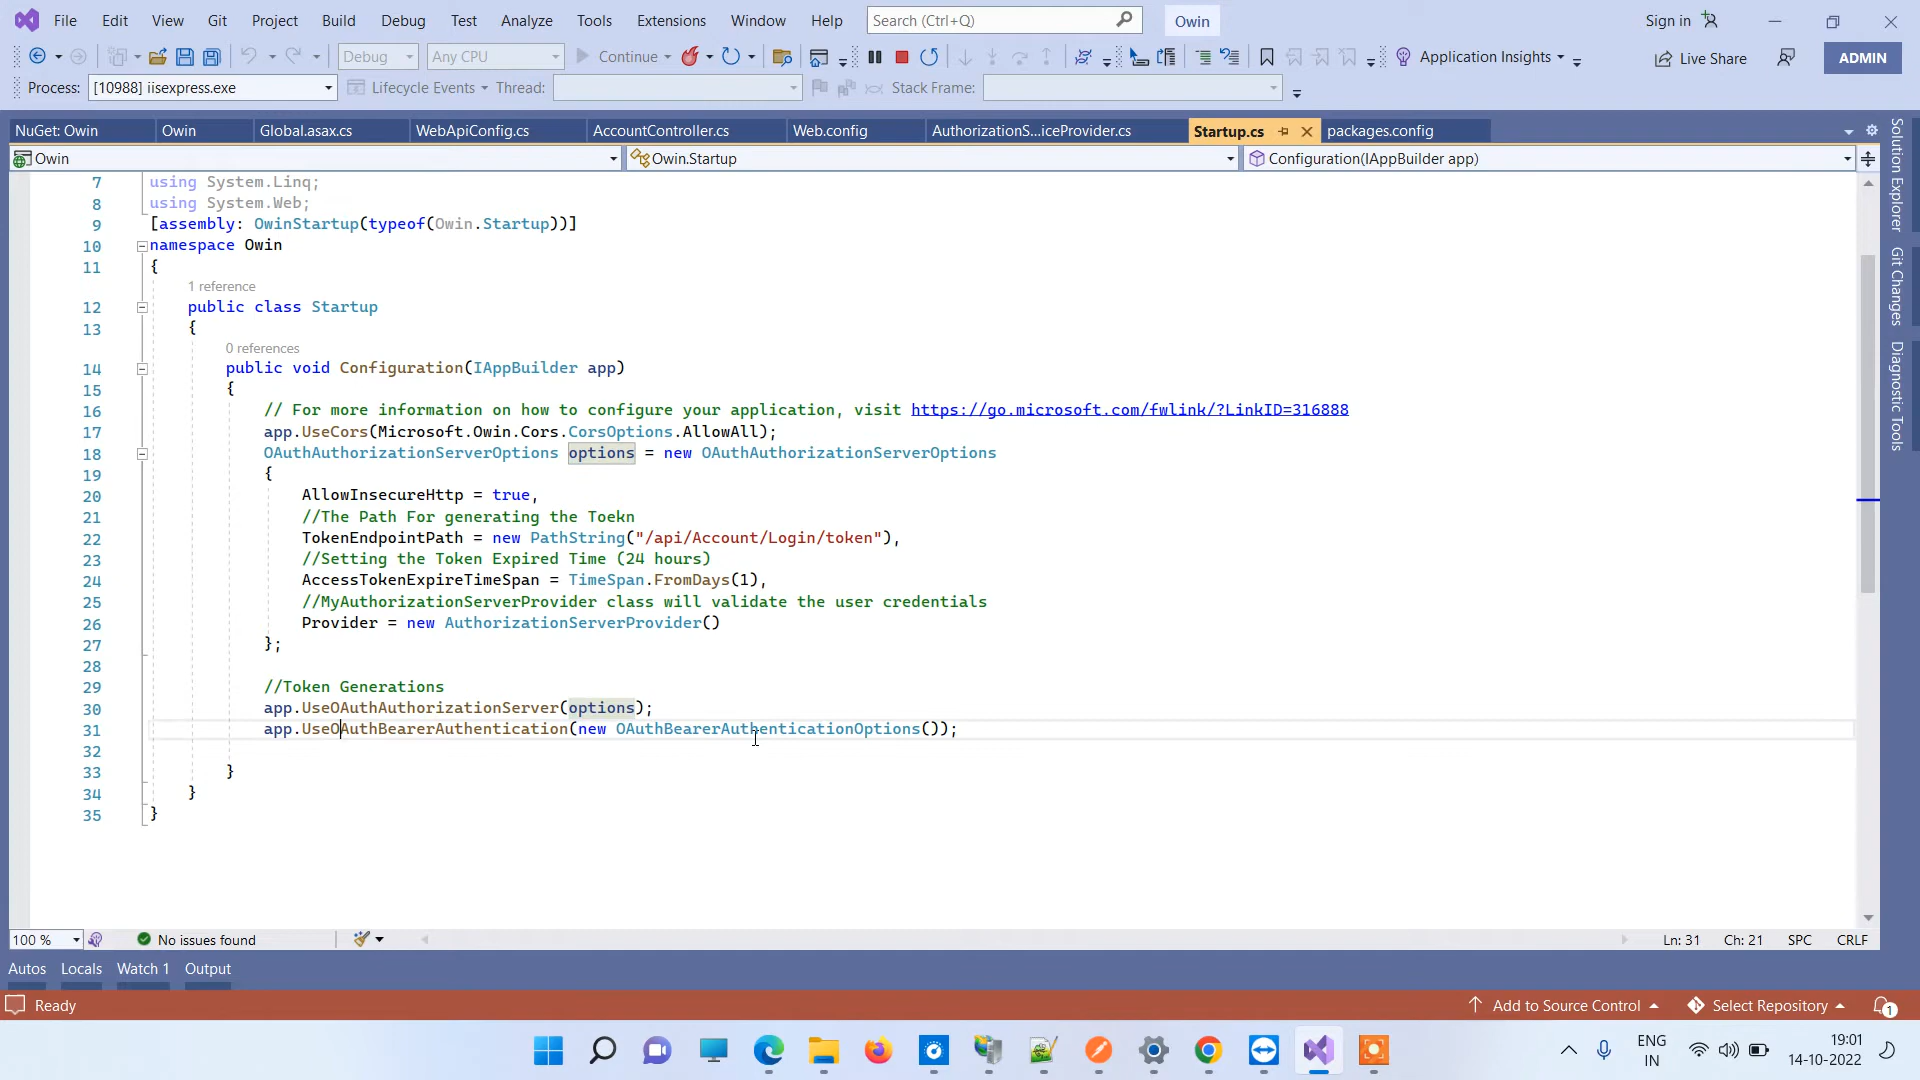 File Edit View Git Project Build Debug Test Analyze Tools Extensions Window Help Search (Ctrl+Q) Owin Sign in
Debug Any CPU Continue Application Insights Live Share ADMIN
Process: [10988] iisexpress.exe Lifecycle Events Thread: Stack Frame:
NuGet: Owin Owin Global.asax.cs WebApiConfig.cs AccountController.cs Web.config AuthorizationS...iceProvider.cs Startup.cs packages.config
Owin Owin.Startup Configuration(IAppBuilder app)
7 using System.Linq;
8 using System.Web;
9 [assembly: OwinStartup(typeof(Owin.Startup))]
10 namespace Owin
11 {
1 reference
12 public class Startup
13 {
0 references
14 public void Configuration(IAppBuilder app)
15 {
16 // For more information on how to configure your application, visit https://go.microsoft.com/fwlink/?LinkID=316888
17 app.UseCors(Microsoft.Owin.Cors.CorsOptions.AllowAll);
18 OAuthAuthorizationServerOptions options = new OAuthAuthorizationServerOptions
19 {
20 AllowInsecureHttp = true,
21 //The Path For generating the Toekn
22 TokenEndpointPath = new PathString("/api/Account/Login/token"),
23 //Setting the Token Expired Time (24 hours)
24 AccessTokenExpireTimeSpan = TimeSpan.FromDays(1),
25 //MyAuthorizationServerProvider class will validate the user credentials
26 Provider = new AuthorizationServerProvider()
27 };
28
29 //Token Generations
30 app.UseOAuthAuthorizationServer(options);
31 app.UseOAuthBearerAuthentication(new OAuthBearerAuthenticationOptions());
32
33 }
34 }
35 }
Solution Explorer
Git Changes
Diagnostic Tools
100 % No issues found Ln: 31 Ch: 21 SPC CRLF
Autos Locals Watch 1 Output
Ready Add to Source Control Select Repository 1
ENG
IN
19:01
14-10-2022